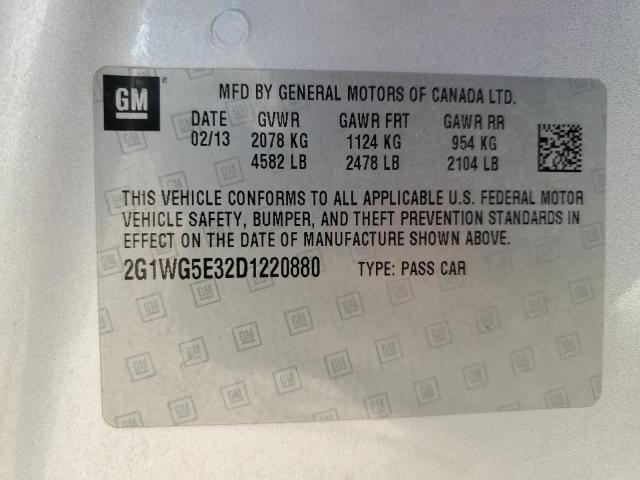 GM
MFD BY GENERAL MOTORS OF CANADA LTD.
DATE GVWR GAWR FRT GAWR RR
02/13 2078 KG 1124 KG 954 KG
4582 LB 2478 LB 2104 LB
THIS VEHICLE CONFORMS TO ALL APPLICABLE U.S. FEDERAL MOTOR
VEHICLE SAFETY, BUMPER, AND THEFT PREVENTION STANDARDS IN
EFFECT ON THE DATE OF MANUFACTURE SHOWN ABOVE.
2G1WG5E32D1220880 TYPE: PASS CAR